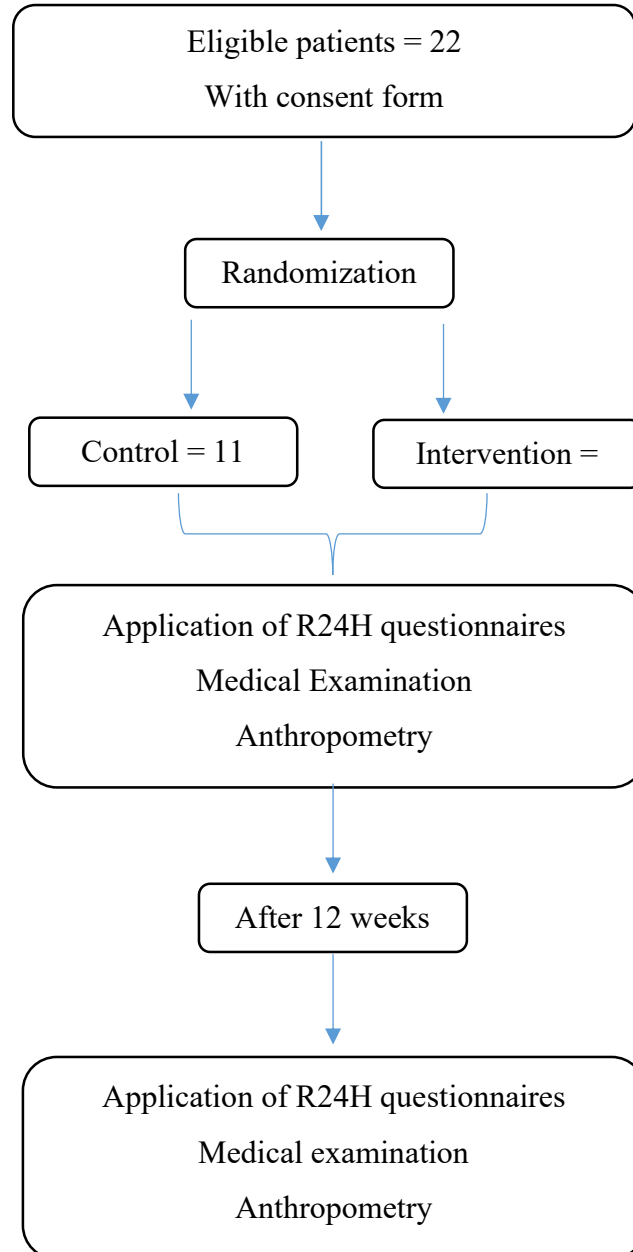 Eligible patients = 22
With consent form
Randomization
Control = 11
Intervention =
Application of R24H questionnaires
Medical Examination
Anthropometry
After 12 weeks
Application of R24H questionnaires
Medical examination
Anthropometry